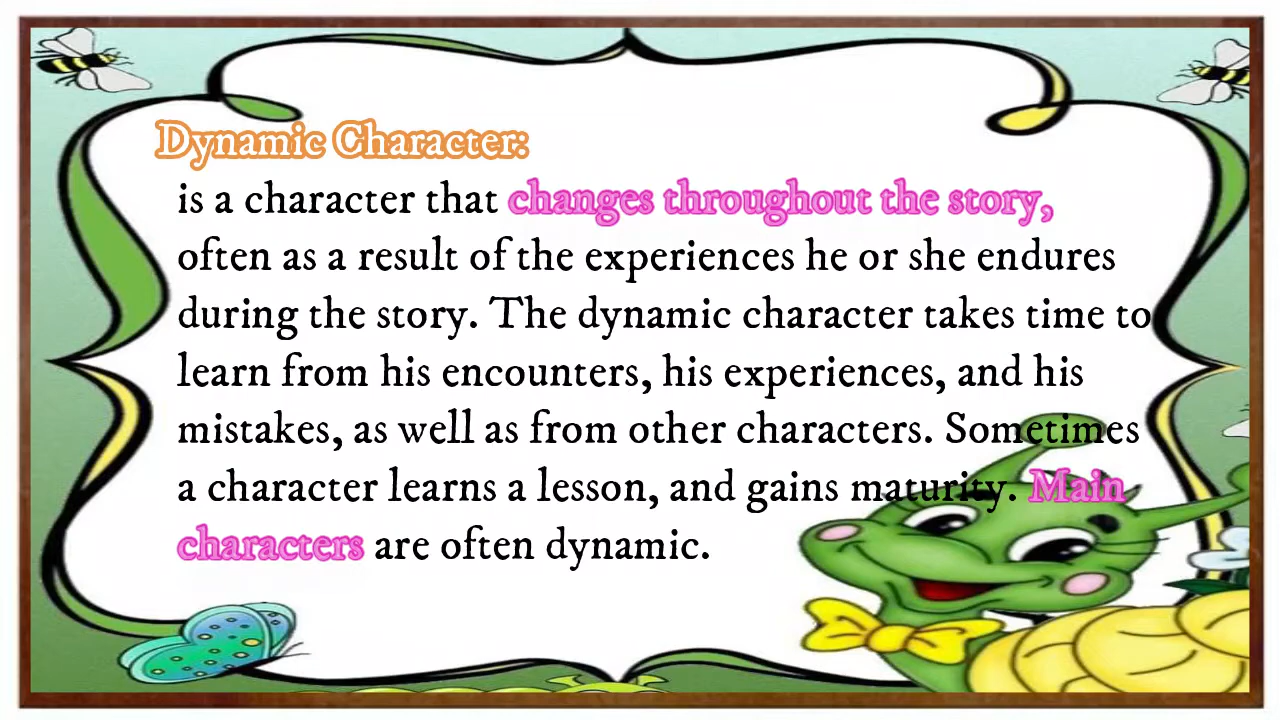 Dynamic Character:
is a character that changes throughout the story,
often as a result of the experiences he or she endures
during the story. The dynamic character takes time to
learn from his encounters, his experiences, and his
mistakes, as well as from other characters. Sometimes
a character learns a lesson, and gains maturity. Main
characters are often dynamic.